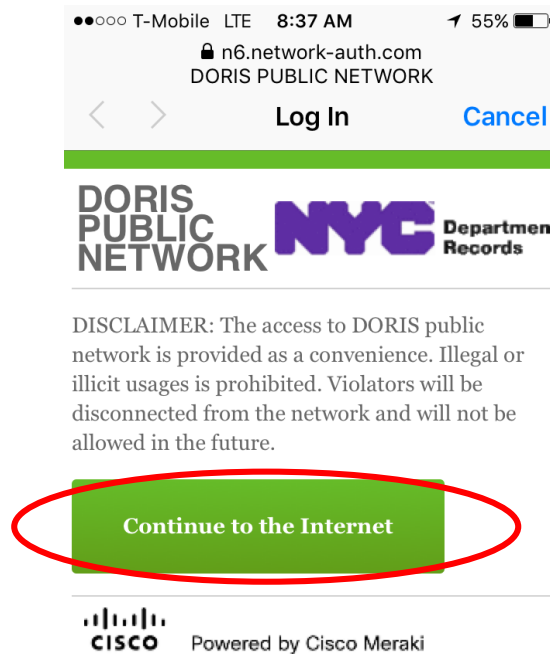 T-Mobile LTE 8:37 AM 55%
n6.network-auth.com
DORIS PUBLIC NETWORK
Log In Cancel
DORIS
PUBLIC
NETWORK
NYC
Departmen
Records
DISCLAIMER: The access to DORIS public
network is provided as a convenience. Illegal or
illicit usages is prohibited. Violators will be
disconnected from the network and will not be
allowed in the future.
Continue to the Internet
CISCO Powered by Cisco Meraki